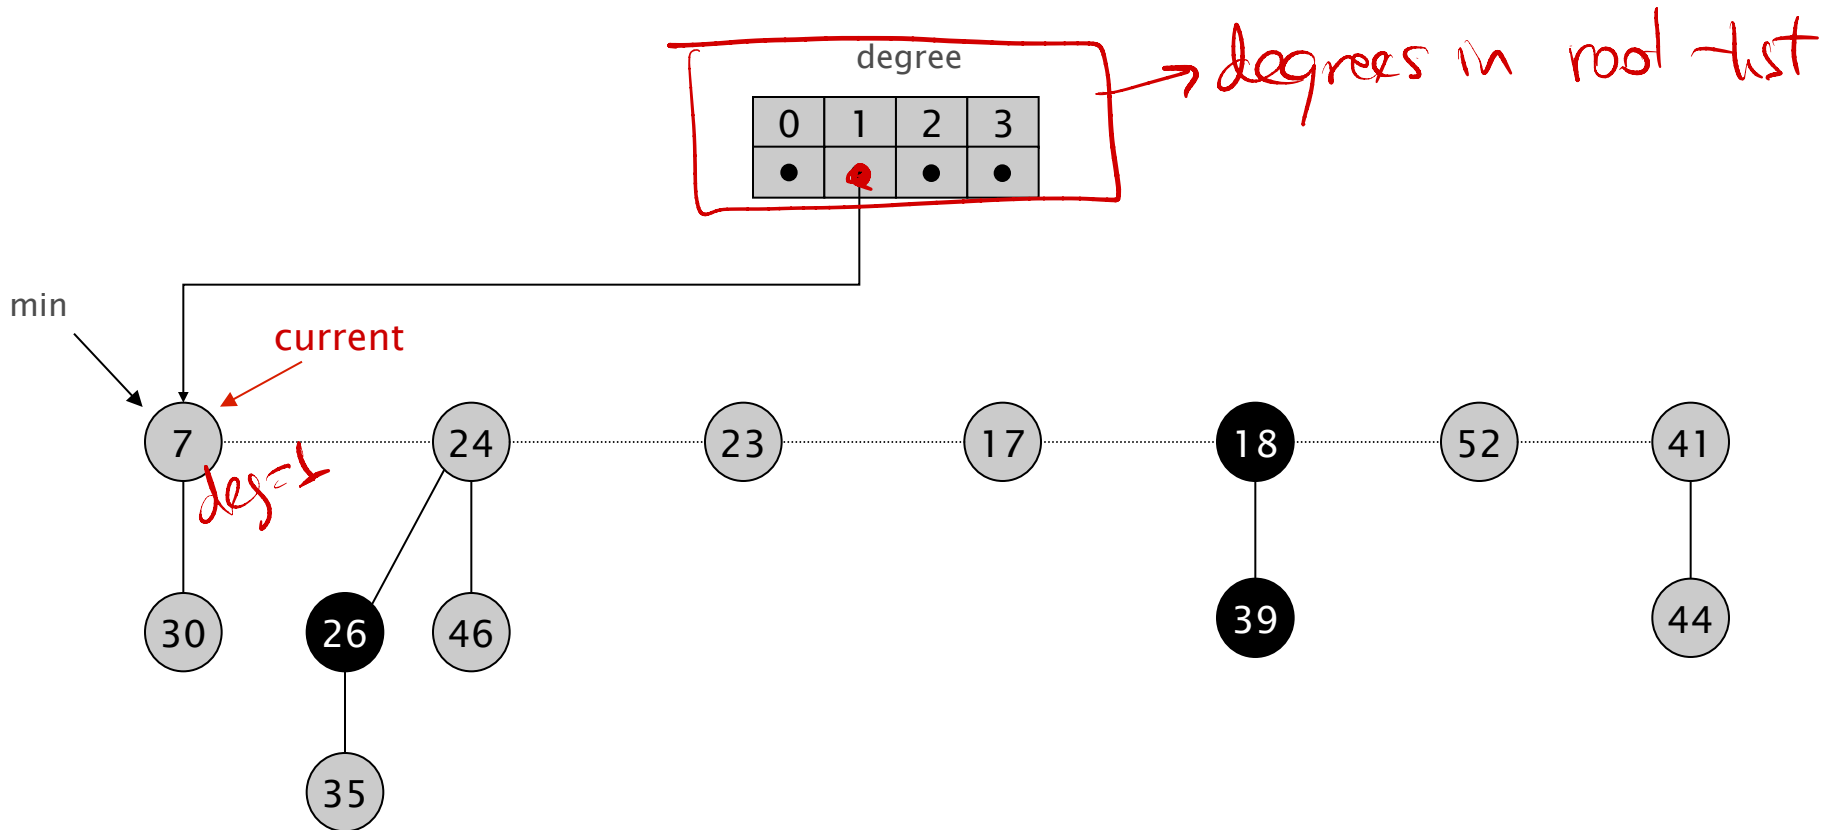 degree
degrees in root list
0 1 2 3
min
current
7 24 23 17 18 52 41
deg=1
30 26 46 39 44
35